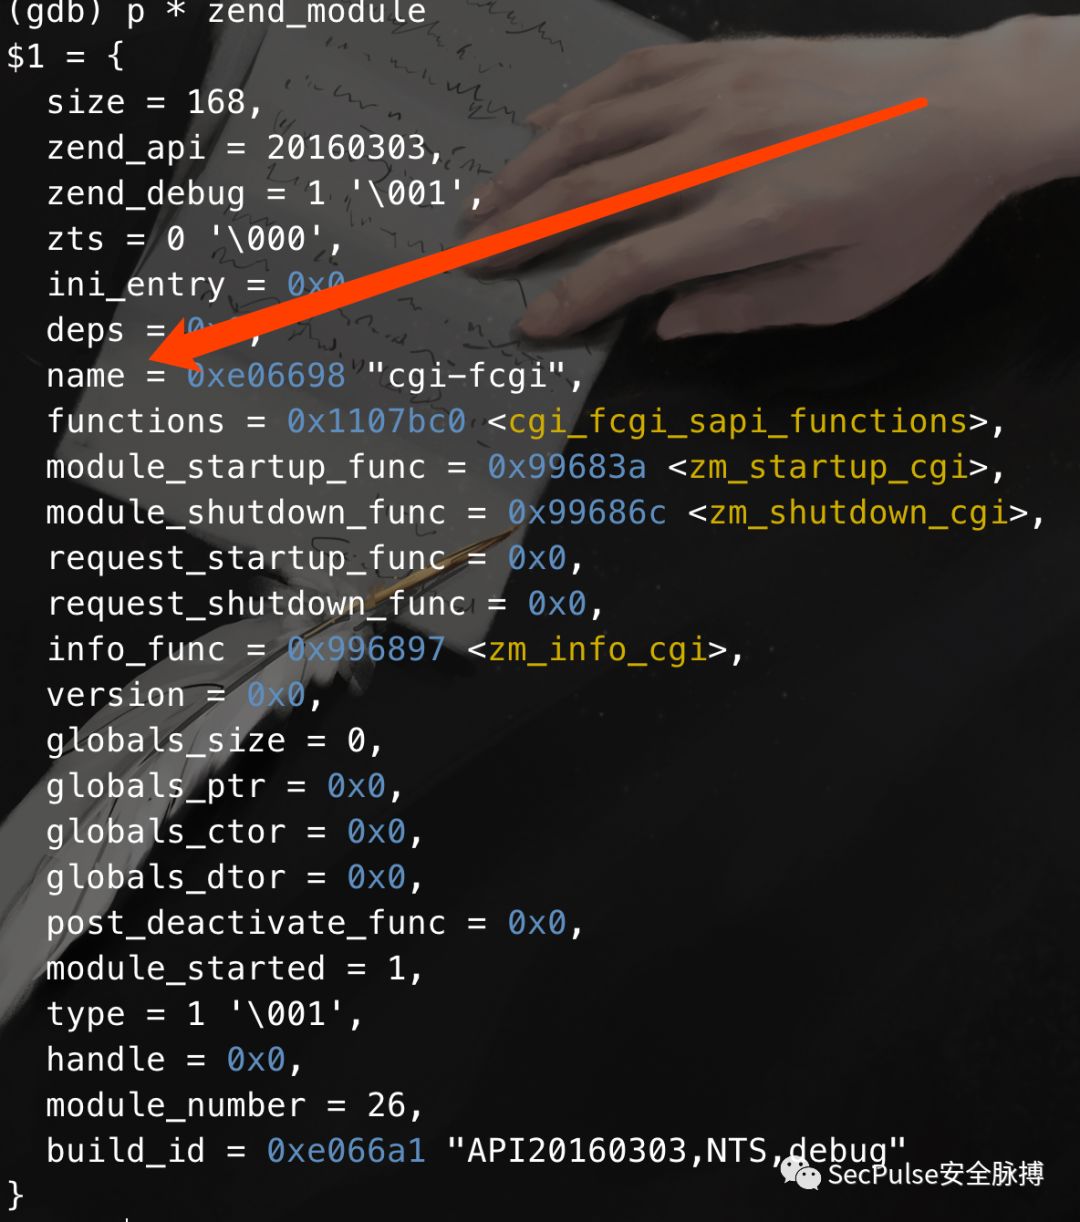 (gdb) p * zend_module
$1 = {
  size = 168,
  zend_api = 20160303,
  zend_debug = 1 '\001',
  zts = 0 '\000',
  ini_entry = 0x0
  deps = 
  name = 0xe06698 "cgi-fcgi",
  functions = 0x1107bc0 <cgi_fcgi_sapi_functions>,
  module_startup_func = 0x99683a <zm_startup_cgi>,
  module_shutdown_func = 0x99686c <zm_shutdown_cgi>,
  request_startup_func = 0x0,
  request_shutdown_func = 0x0,
  info_func = 0x996897 <zm_info_cgi>,
  version = 0x0,
  globals_size = 0,
  globals_ptr = 0x0,
  globals_ctor = 0x0,
  globals_dtor = 0x0,
  post_deactivate_func = 0x0,
  module_started = 1,
  type = 1 '\001',
  handle = 0x0,
  module_number = 26,
  build_id = 0xe066a1 "API20160303,NTS,debug"
SecPulse安全脉搏
}